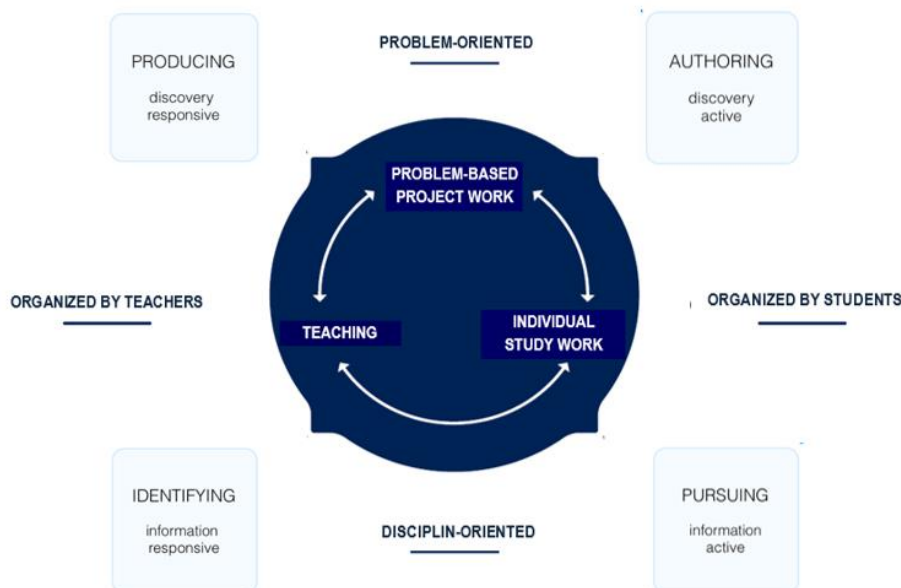 PROBLEM-ORIENTED
PRODUCING
discovery
responsive
AUTHORING
discovery
active
PROBLEM-BASED
PROJECT WORK
ORGANIZED BY TEACHERS
ORGANIZED BY STUDENTS
TEACHING
INDIVIDUAL
STUDY WORK
IDENTIFYING
information
responsive
PURSUING
information
active
DISCIPLIN-ORIENTED